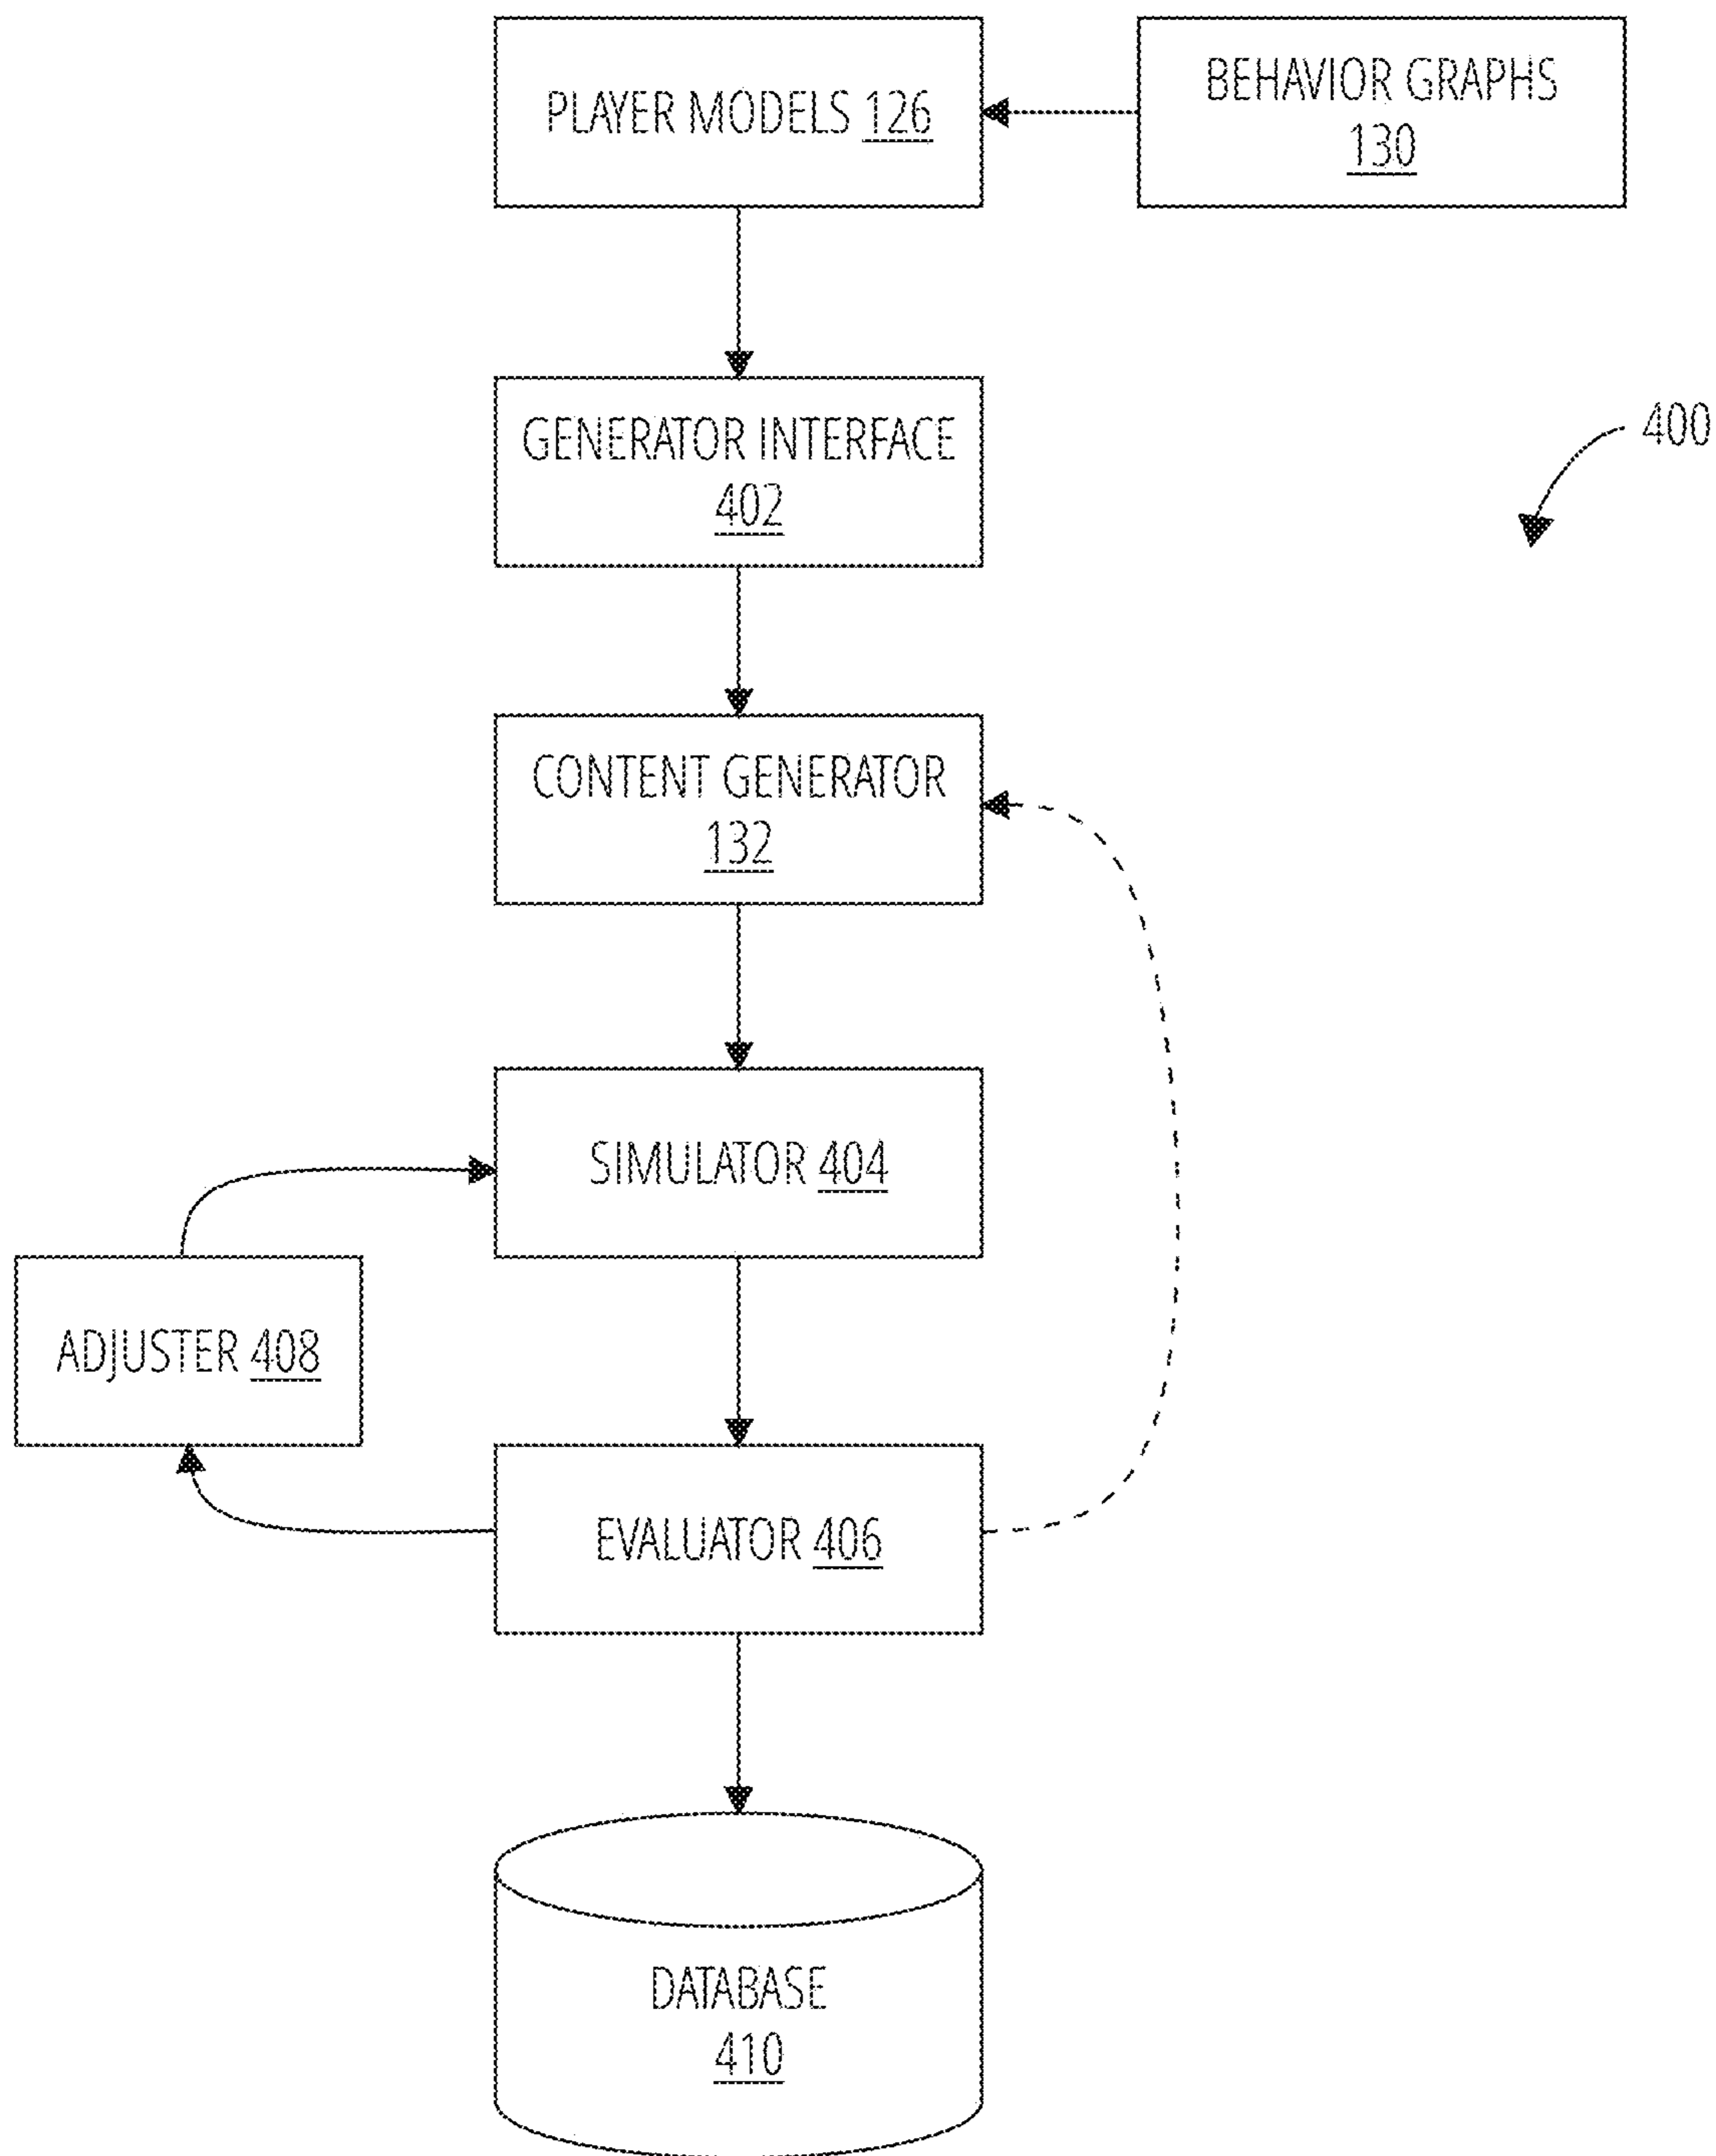 PLAYER MODELS 126
BEHAVIOR GRAPHS
130
GENERATOR INTERFACE
402
400
CONTENT GENERATOR
132
SIMULATOR 404
ADJUSTER 408
EVALUATOR 406
DATABASE
410